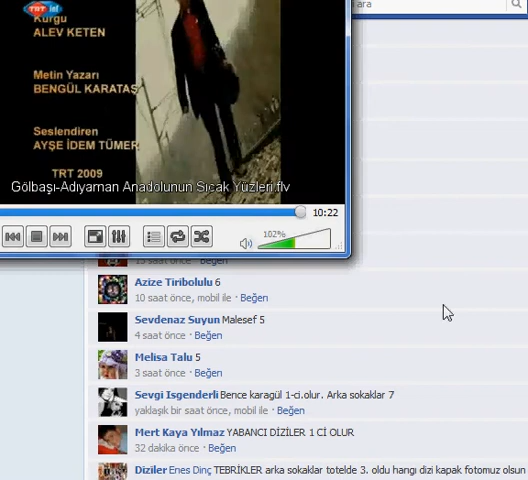 TRT int
ara
Kurgu
ALEV KETEN
Metin Yazarı
BENGÜL KARATAŞ
Seslendiren
AYŞE İDEM TÜMER
TRT 2009
Gölbaşı-Adıyaman Anadolunun Sıcak Yüzleri.flv
10:22
102%
saat önce · Beğen
Azize Tiribolulu 6
10 saat önce, mobil ile · Beğen
Sevdenaz Suyun Malesef 5
4 saat önce · Beğen
Melisa Talu 5
3 saat önce · Beğen
Sevgi Isgenderli Bence karagül 1-ci.olur. Arka sokaklar 7
yaklaşık bir saat önce, mobil ile · Beğen
Mert Kaya Yılmaz YABANCI DİZİLER 1 Cİ OLUR
32 dakika önce · Beğen
Diziler Enes Dinç TEBRİKLER arka sokaklar totelde 3. oldu hangı dizi kapak fotomuz olsun